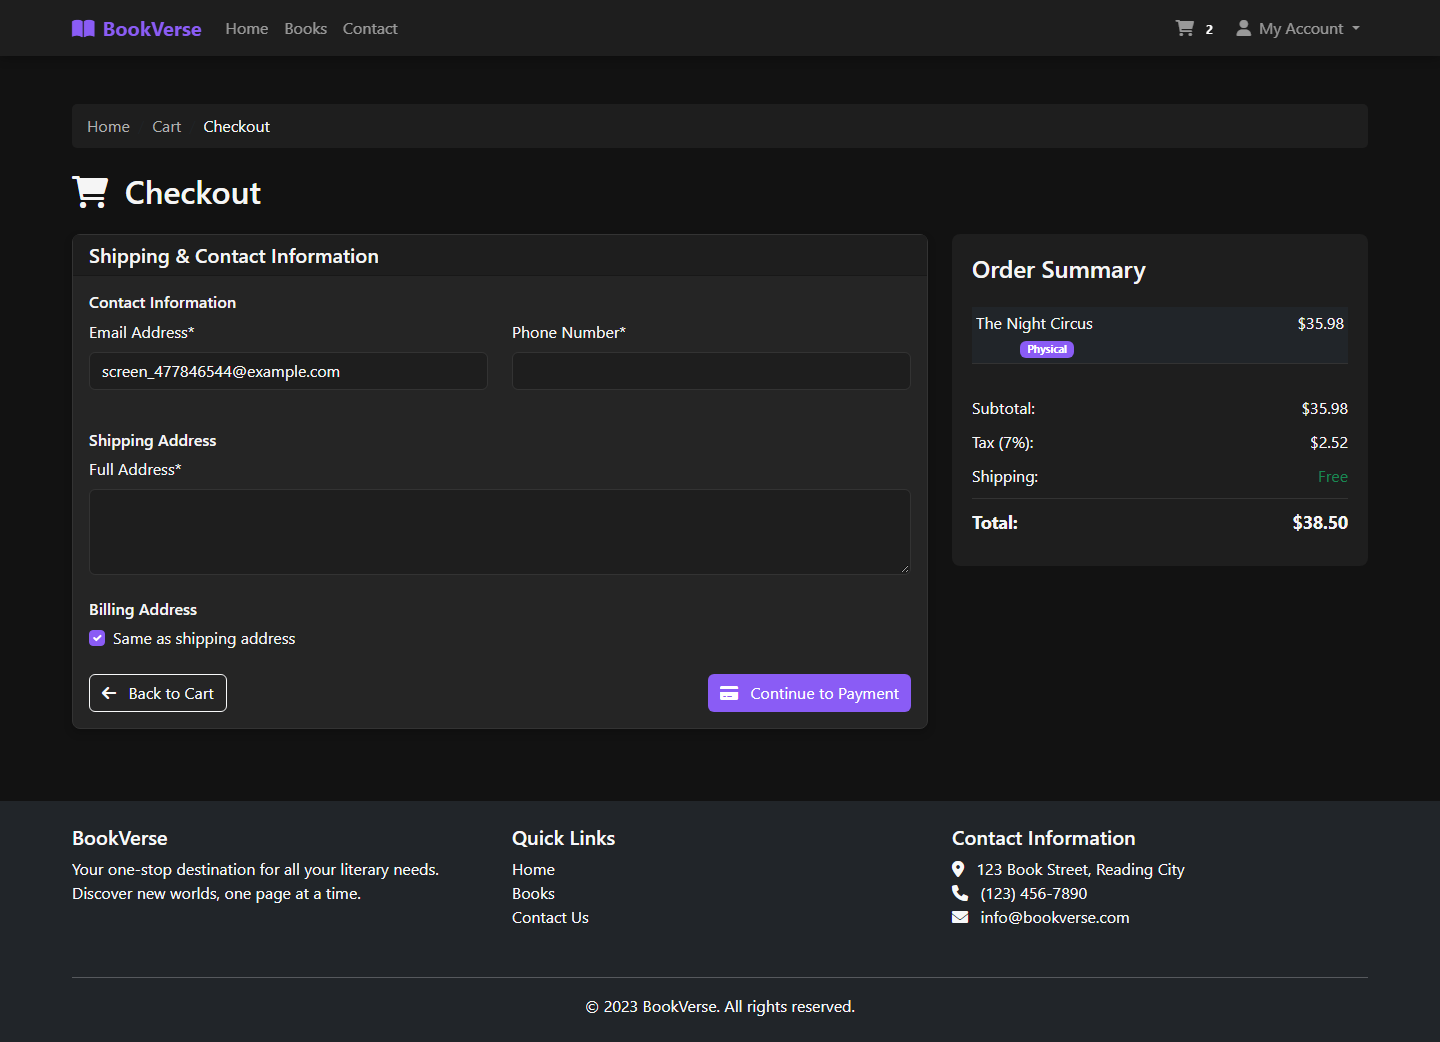 BookVerse Home Books Contact 2 My Account
Home Cart Checkout
Checkout
Shipping & Contact Information
Contact Information
Email Address* Phone Number*
screen_477846544@example.com
Shipping Address
Full Address*
Billing Address
Same as shipping address
Back to Cart Continue to Payment
Order Summary
The Night Circus $35.98
Physical
Subtotal: $35.98
Tax (7%): $2.52
Shipping: Free
Total: $38.50
BookVerse
Your one-stop destination for all your literary needs.
Discover new worlds, one page at a time.
Quick Links
Home
Books
Contact Us
Contact Information
123 Book Street, Reading City
(123) 456-7890
info@bookverse.com
© 2023 BookVerse. All rights reserved.